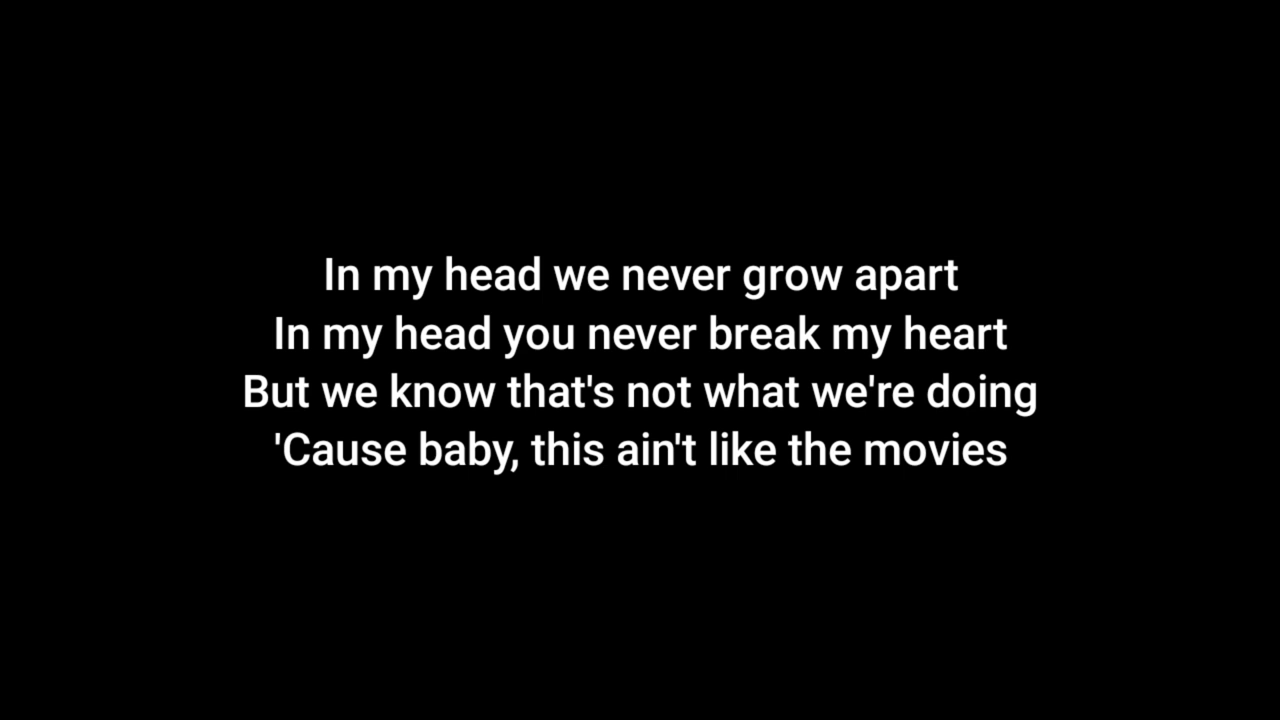 In my head we never grow apart
In my head you never break my heart
But we know that's not what we're doing
'Cause baby, this ain't like the movies